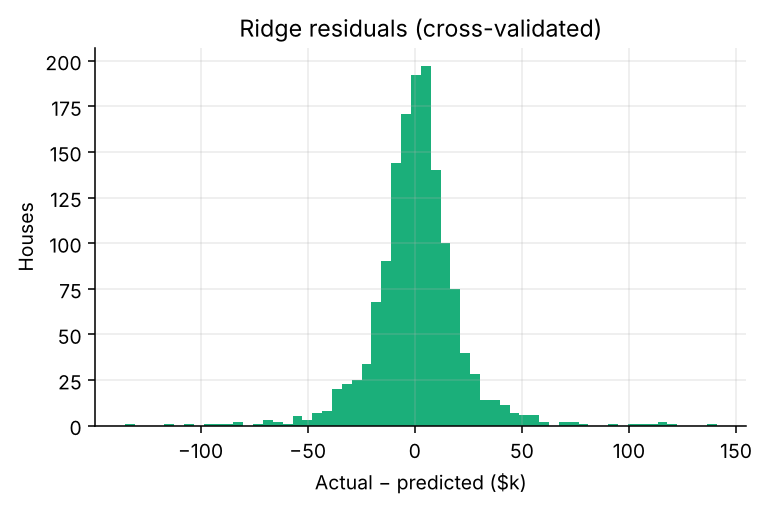 Ridge residuals (cross-validated)
Houses
200
175
150
125
100
75
50
25
0
−100 −50 0 50 100 150
Actual − predicted ($k)